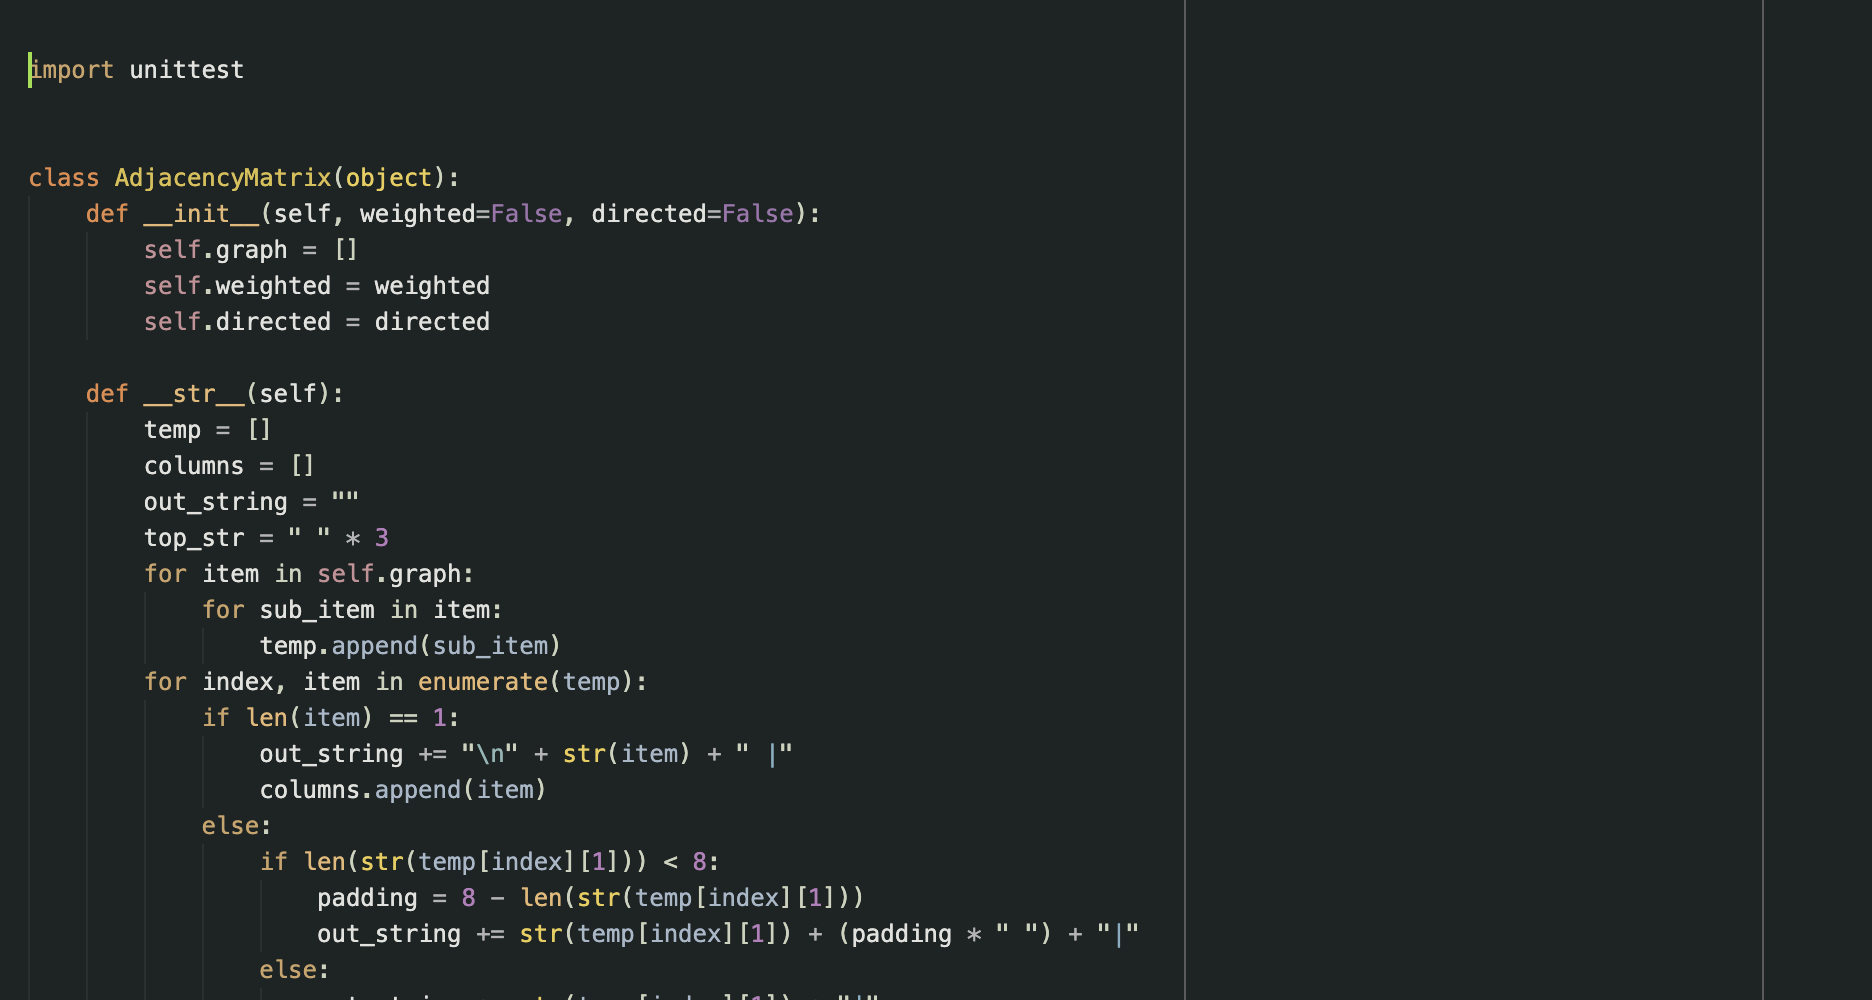 import unittest
class AdjacencyMatrix(object):
    def __init__(self, weighted=False, directed=False):
        self.graph = []
        self.weighted = weighted
        self.directed = directed
    def __str__(self):
        temp = []
        columns = []
        out_string = ""
        top_str = " " * 3
        for item in self.graph:
            for sub_item in item:
                temp.append(sub_item)
        for index, item in enumerate(temp):
            if len(item) == 1:
                out_string += "\n" + str(item) + " |"
                columns.append(item)
            else:
                if len(str(temp[index][1])) < 8:
                    padding = 8 - len(str(temp[index][1]))
                    out_string += str(temp[index][1]) + (padding * " ") + "|"
                else: